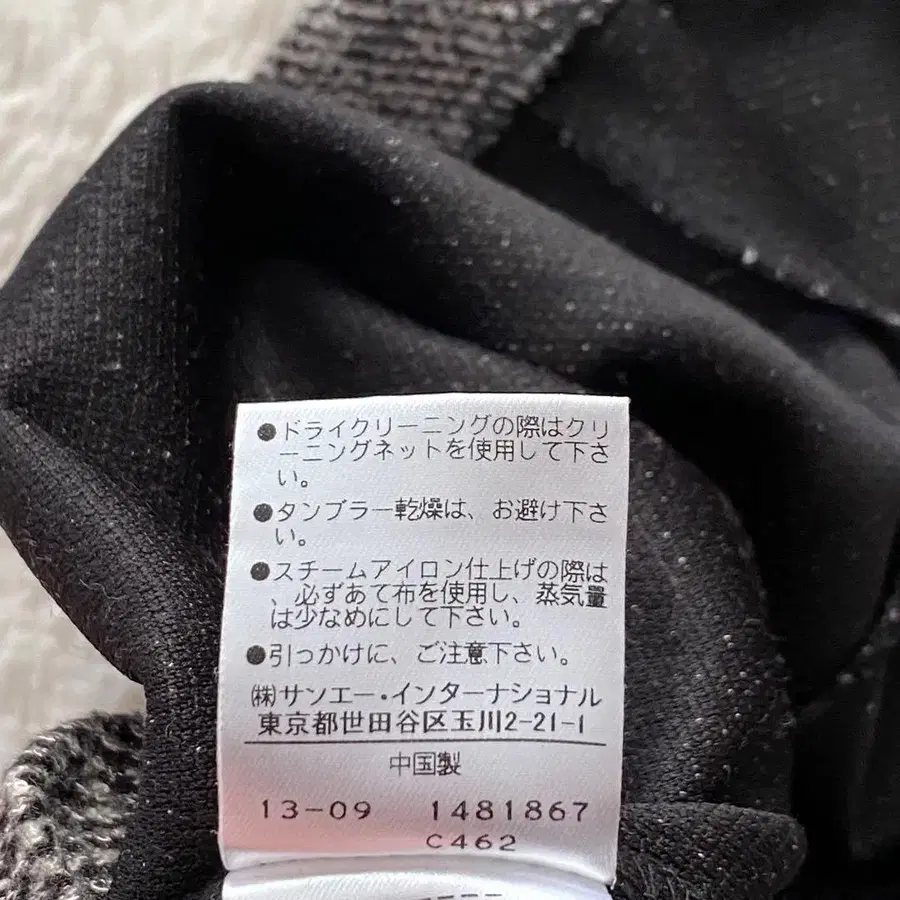 ●ドライクリーニングの際はクリ
ーニングネットを使用して下さ
い。
●タンブラー乾燥は、お避け下さ
い。
●スチームアイロン仕上げの際は
、必ずあて布を使用し、蒸気量
は少なめにして下さい。
●引っかけに、ご注意下さい。
㈱サンエー・インターナショナル
東京都世田谷区玉川2-21-1
中国製
13-09 1481867
C462